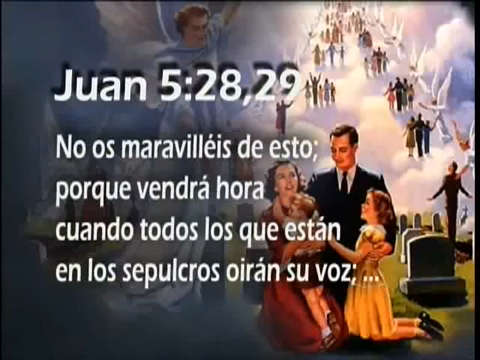 Juan 5:28,29
No os maravilléis de esto;
porque vendrá hora
cuando todos los que están
en los sepulcros oirán su voz; ...